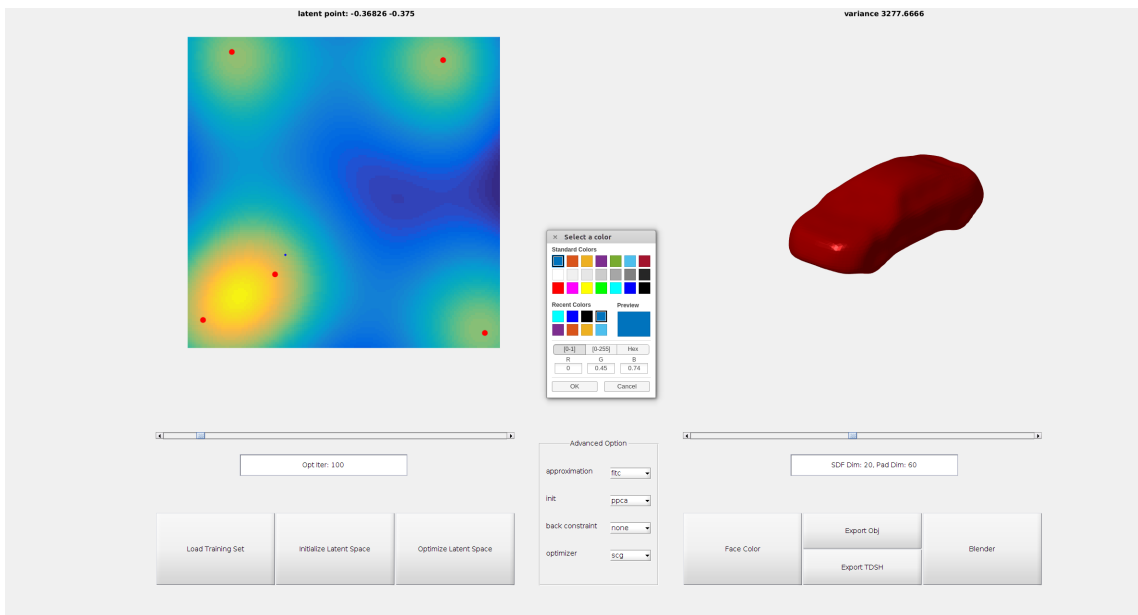 latent point: -0.36826 -0.375
variance 3277.6666
× Select a color
Standard Colors
Recent Colors Preview
[0-1] [0-255] Hex
R G B
0 0.45 0.74
OK Cancel
Opt Iter: 100
Advanced Option
approximation fitc
init ppca
back constraint none
optimizer scg
SDF Dim: 20, Pad Dim: 60
Load Training Set
Initialize Latent Space
Optimize Latent Space
Face Color
Export Obj
Export TDSH
Blender